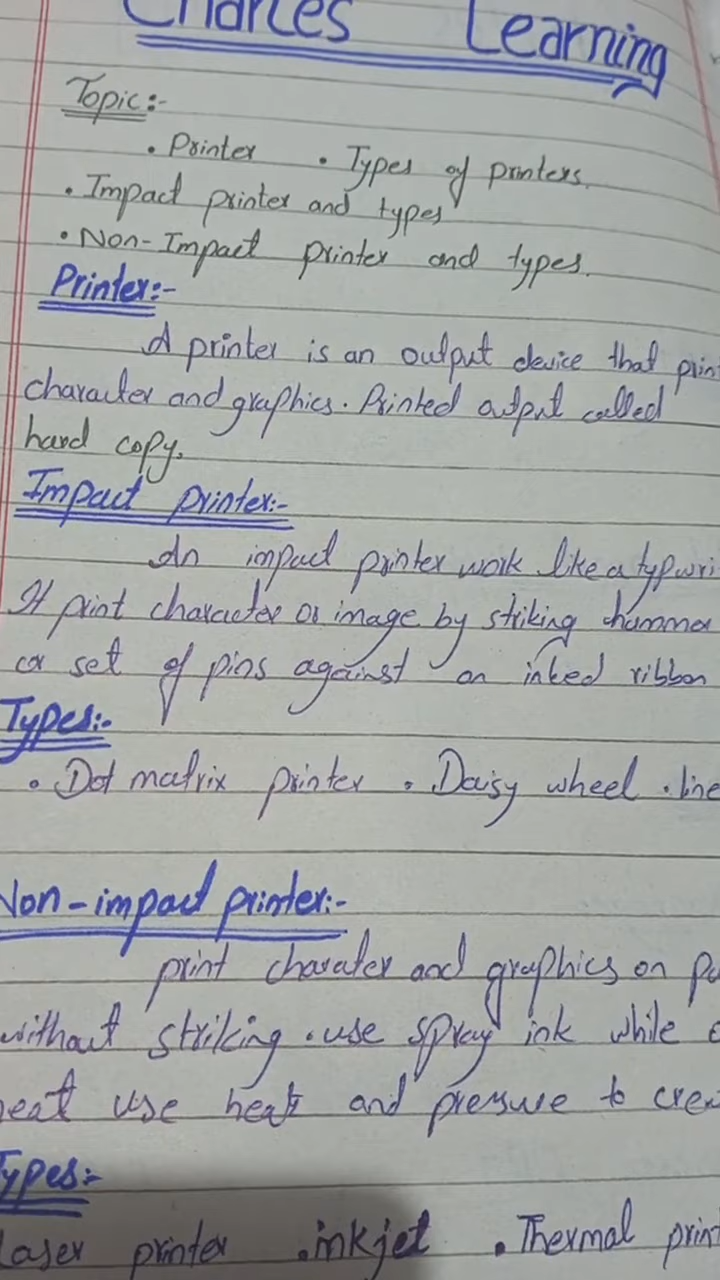 Charles Learning
Topic:-
• Printer • Types of printers.
• Impact printer and types
• Non-Impact printer and types.
Printer:-
A printer is an output device that prin
character and graphics. Printed output called
hard copy.
Impact printer:-
An impact printer work like a typwri
It print character or image by striking hammer
or set of pins against an inked ribbon
Types:-
• Dot matrix printer • Daisy wheel • line
Non-impact printer:-
print charater and graphics on pa
without striking • use spray ink while
heat use heat and pressure to crea
Types:-
Laser printer • inkjet • Thermal print